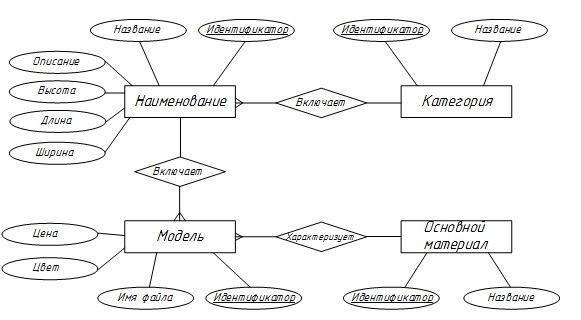 Название
Идентификатор
Идентификатор
Название
Описание
Высота
Длина
Ширина
Наименование
Включает
Категория
Включает
Цена
Цвет
Модель
Характеризует
Основной
материал
Имя файла
Идентификатор
Идентификатор
Название